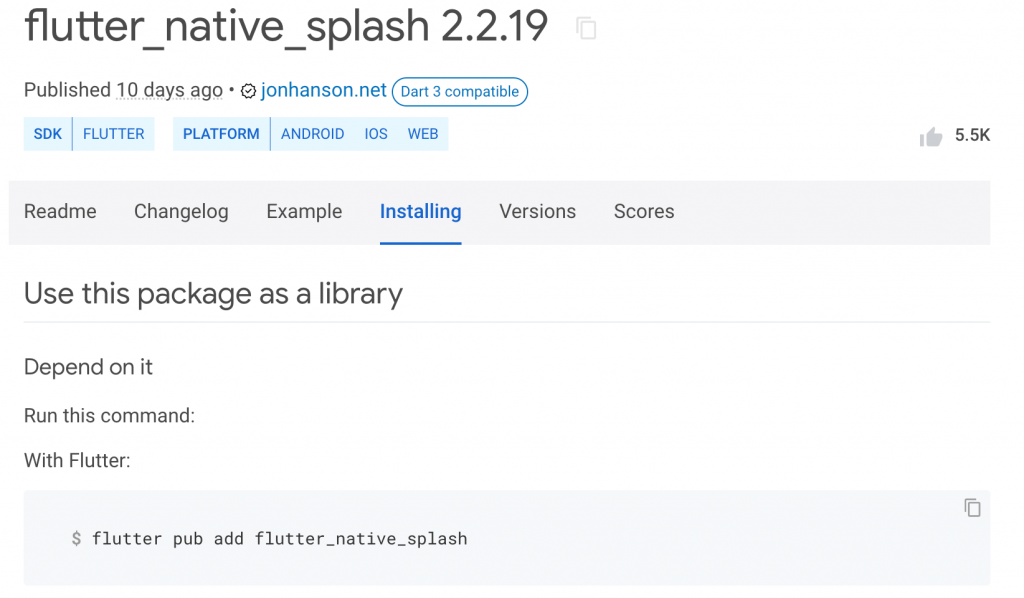 flutter_native_splash 2.2.19
Published 10 days ago • jonhanson.net Dart 3 compatible
SDK FLUTTER PLATFORM ANDROID IOS WEB 5.5K
Readme Changelog Example Installing Versions Scores
Use this package as a library
Depend on it
Run this command:
With Flutter:
$ flutter pub add flutter_native_splash